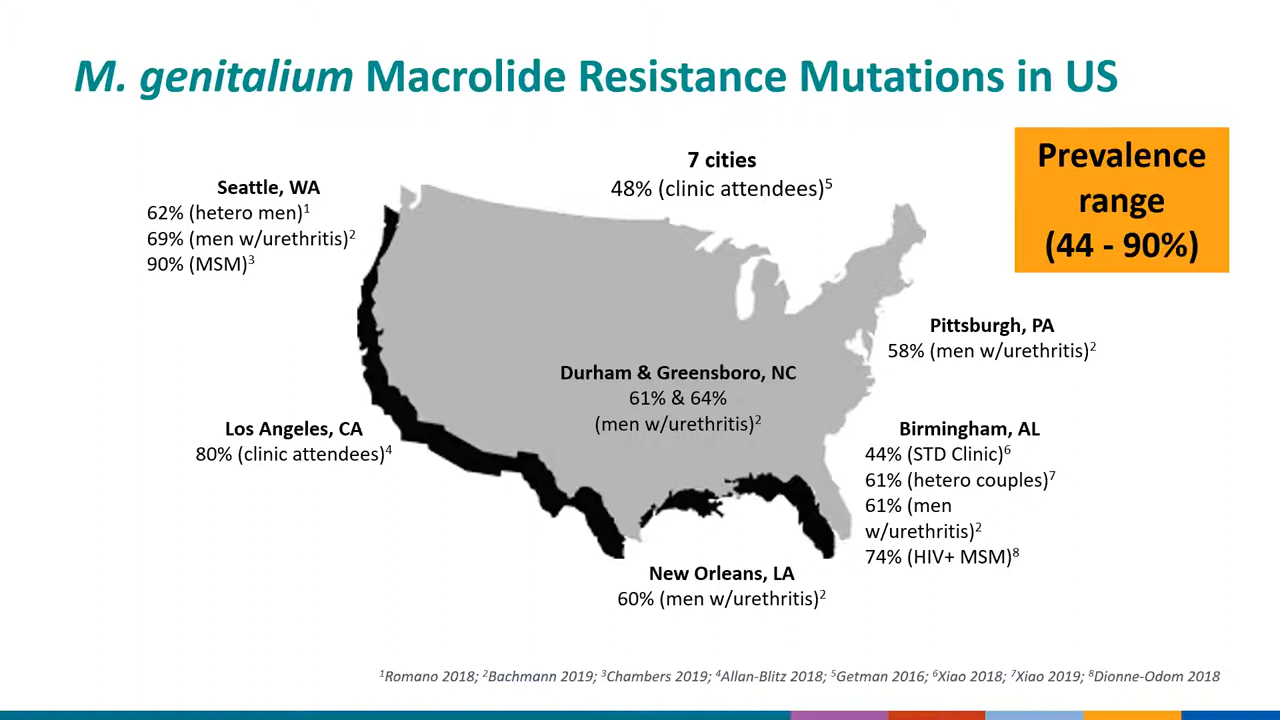 M. genitalium Macrolide Resistance Mutations in US
Prevalence
range
(44 - 90%)
7 cities
48% (clinic attendees)⁵
Seattle, WA
62% (hetero men)¹
69% (men w/urethritis)²
90% (MSM)³
Pittsburgh, PA
58% (men w/urethritis)²
Durham & Greensboro, NC
61% & 64%
(men w/urethritis)²
Los Angeles, CA
80% (clinic attendees)⁴
Birmingham, AL
44% (STD Clinic)⁶
61% (hetero couples)⁷
61% (men
w/urethritis)²
74% (HIV+ MSM)⁸
New Orleans, LA
60% (men w/urethritis)²
¹Romano 2018; ²Bachmann 2019; ³Chambers 2019; ⁴Allan-Blitz 2018; ⁵Getman 2016; ⁶Xiao 2018; ⁷Xiao 2019; ⁸Dionne-Odom 2018